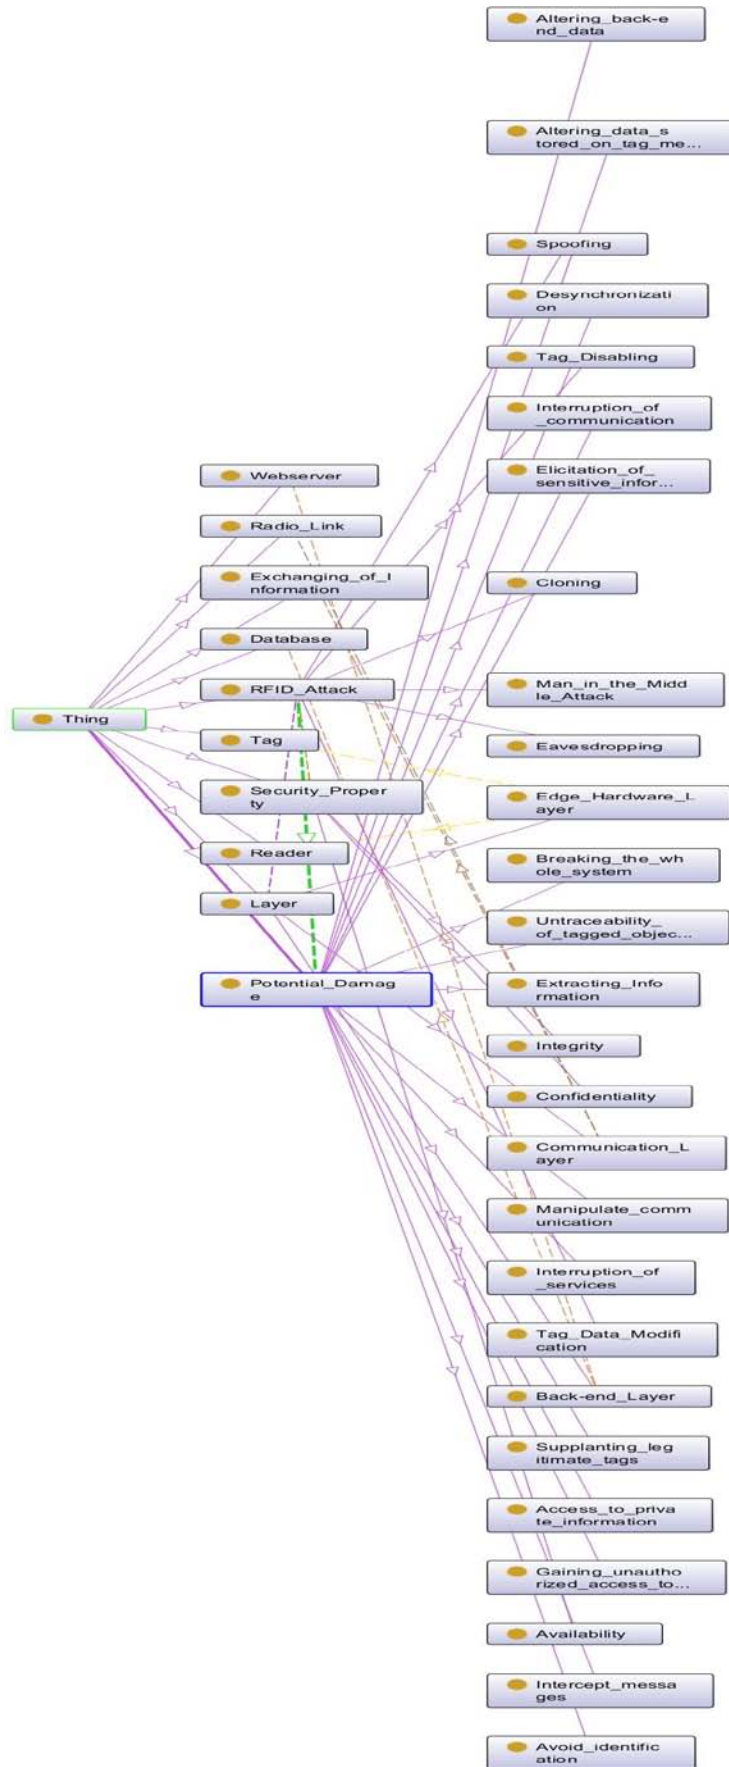 Altering_back-e
nd_data
Altering_data_s
tored_on_tag_me...
Spoofing
Desynchronizati
on
Tag_Disabling
Interruption_of
_communication
Elicitation_of_
sensitive_infor...
Webserver
Radio_Link
Exchanging_of_I
nformation
Cloning
Database
RFID_Attack
Man_in_the_Midd
le_Attack
Thing
Tag
Eavesdropping
Security_Proper
ty
Edge_Hardware_L
ayer
Reader
Breaking_the_wh
ole_system
Layer
Untraceability_
of_tagged_objec...
Potential_Damag
e
Extracting_Info
rmation
Integrity
Confidentiality
Communication_L
ayer
Manipulate_comm
unication
Interruption_of
_services
Tag_Data_Modifi
cation
Back-end_Layer
Supplanting_leg
itimate_tags
Access_to_priva
te_information
Gaining_unautho
rized_access_to...
Availability
Intercept_messa
ges
Avoid_identific
ation